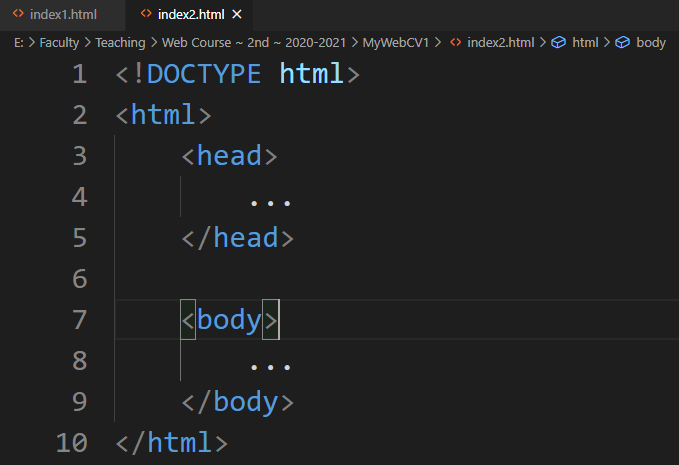 index1.html index2.html
E: > Faculty > Teaching > Web Course ~ 2nd ~ 2020-2021 > MyWebCV1 > index2.html > html > body
1 <!DOCTYPE html>
2 <html>
3 <head>
4 ...
5 </head>
6
7 <body>
8 ...
9 </body>
10 </html>